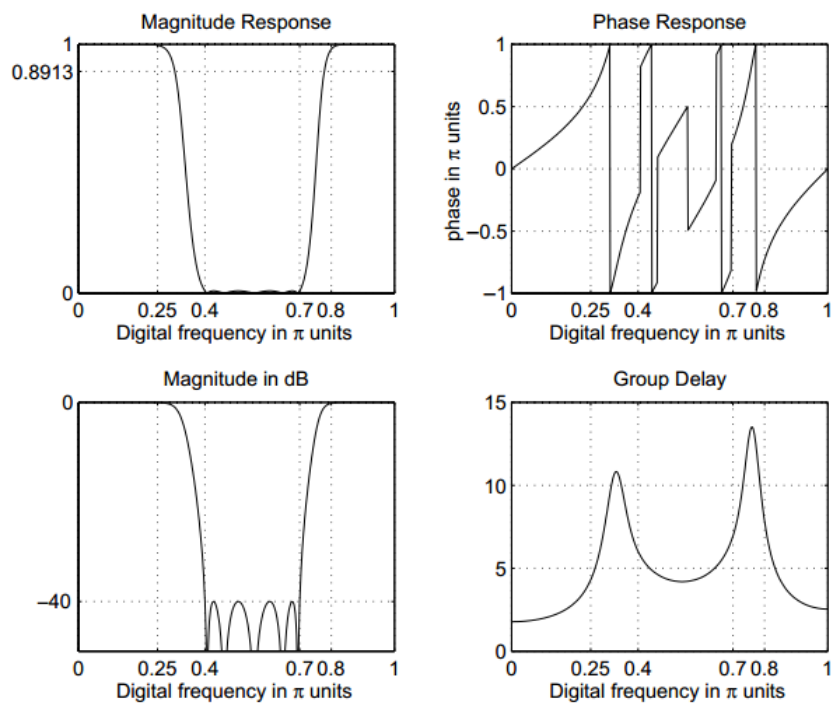 Magnitude Response
1
0.8913
0
0 0.25 0.4 0.7 0.8 1
Digital frequency in π units
Phase Response
phase in π units
1
0.5
0
−0.5
−1
0 0.25 0.4 0.7 0.8 1
Digital frequency in π units
Magnitude in dB
0
−40
0 0.25 0.4 0.7 0.8 1
Digital frequency in π units
Group Delay
15
10
5
0
0 0.25 0.4 0.7 0.8 1
Digital frequency in π units